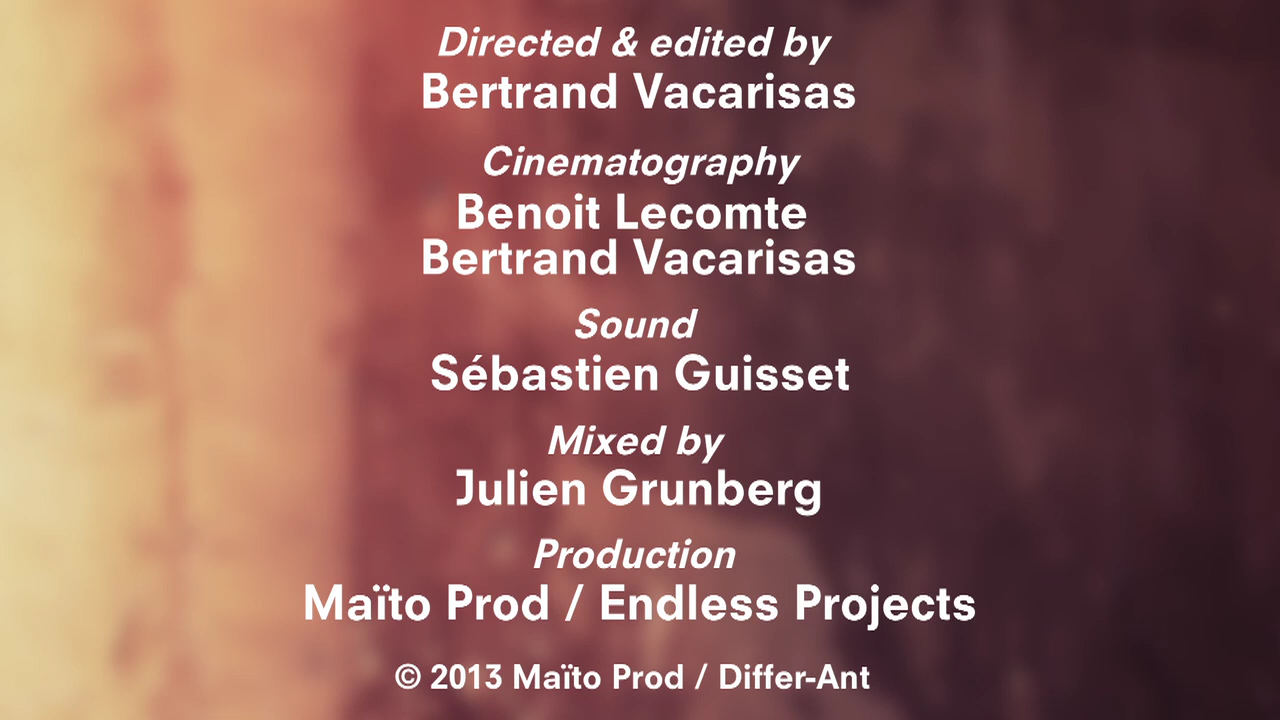 Directed & edited by
Bertrand Vacarisas
Cinematography
Benoit Lecomte
Bertrand Vacarisas
Sound
Sébastien Guisset
Mixed by
Julien Grunberg
Production
Maïto Prod / Endless Projects
© 2013 Maïto Prod / Differ-Ant